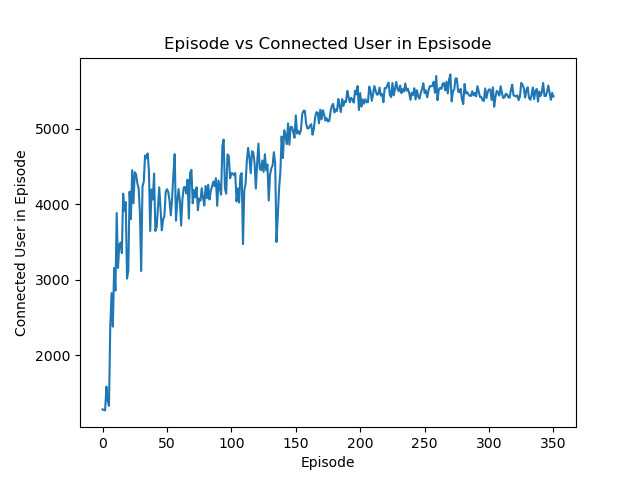 Episode vs Connected User in Epsisode
Connected User in Episode
5000
4000
3000
2000
0 50 100 150 200 250 300 350
Episode